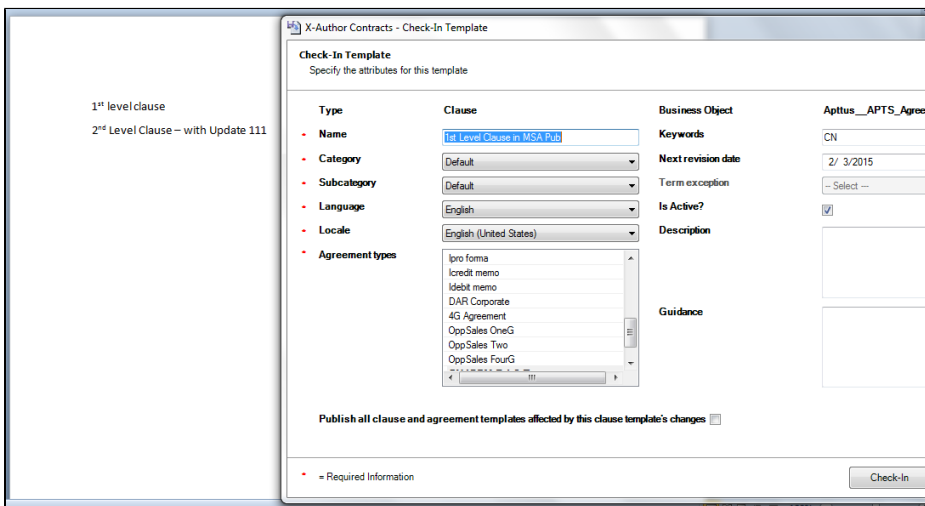 X-Author Contracts - Check-In Template
Check-In Template
Specify the attributes for this template
1st level clause
2nd Level Clause – with Update 111
Type Clause Business Object Apttus__APTS_Agree
* Name 1st Level Clause in MSA Pub Keywords CN
* Category Default Next revision date 2/ 3/2015
* Subcategory Default Term exception -- Select ---
* Language English Is Active?
* Locale English (United States) Description
* Agreement types
Ipro forma
Icredit memo
Idebit memo
DAR Corporate
4G Agreement
Guidance
OppSales OneG
OppSales Two
OppSales FourG
Publish all clause and agreement templates affected by this clause template's changes
* = Required Information
Check-In